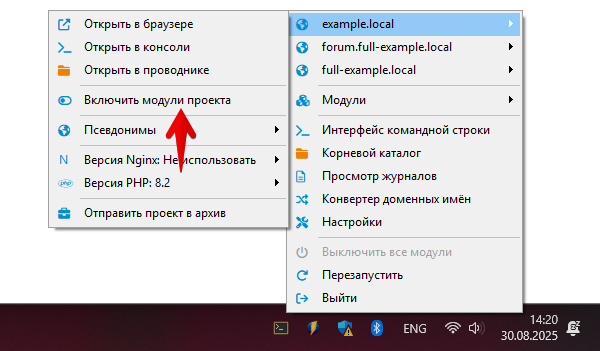 Открыть в браузере
Открыть в консоли
Открыть в проводнике
Включить модули проекта
Псевдонимы
N Версия Nginx: Не использовать
php Версия PHP: 8.2
Отправить проект в архив
example.local
forum.full-example.local
full-example.local
Модули
Интерфейс командной строки
Корневой каталог
Просмотр журналов
Конвертер доменных имён
Настройки
Выключить все модули
Перезапустить
Выйти
ENG
14:20
30.08.2025